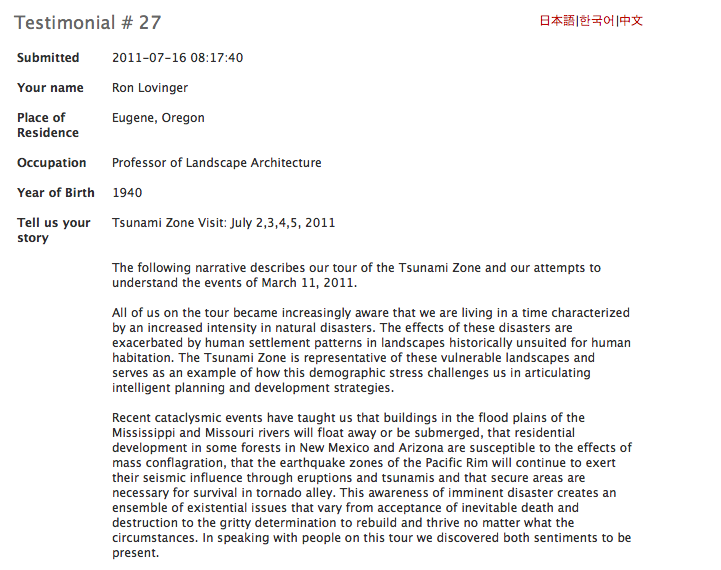 Testimonial # 27
日本語|한국어|中文
Submitted 2011-07-16 08:17:40
Your name Ron Lovinger
Place of Residence Eugene, Oregon
Occupation Professor of Landscape Architecture
Year of Birth 1940
Tell us your story Tsunami Zone Visit: July 2,3,4,5, 2011
The following narrative describes our tour of the Tsunami Zone and our attempts to
understand the events of March 11, 2011.
All of us on the tour became increasingly aware that we are living in a time characterized
by an increased intensity in natural disasters. The effects of these disasters are
exacerbated by human settlement patterns in landscapes historically unsuited for human
habitation. The Tsunami Zone is representative of these vulnerable landscapes and
serves as an example of how this demographic stress challenges us in articulating
intelligent planning and development strategies.
Recent cataclysmic events have taught us that buildings in the flood plains of the
Mississippi and Missouri rivers will float away or be submerged, that residential
development in some forests in New Mexico and Arizona are susceptible to the effects of
mass conflagration, that the earthquake zones of the Pacific Rim will continue to exert
their seismic influence through eruptions and tsunamis and that secure areas are
necessary for survival in tornado alley. This awareness of imminent disaster creates an
ensemble of existential issues that vary from acceptance of inevitable death and
destruction to the gritty determination to rebuild and thrive no matter what the
circumstances. In speaking with people on this tour we discovered both sentiments to be
present.